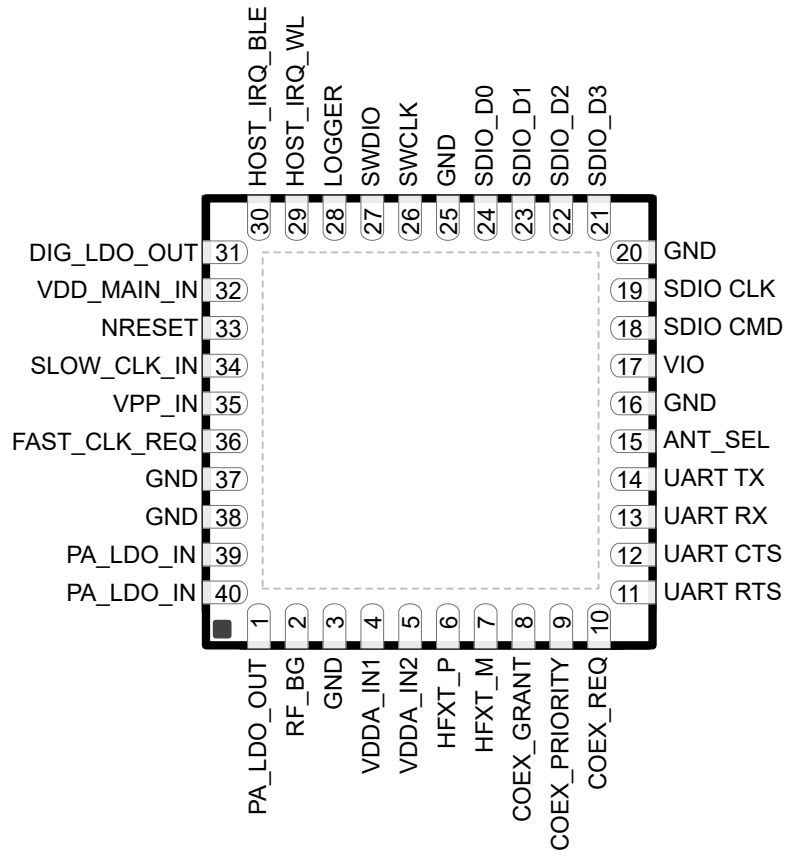 HOST_IRQ_BLE
HOST_IRQ_WL
LOGGER
SWDIO
SWCLK
GND
SDIO_D0
SDIO_D1
SDIO_D2
SDIO_D3
30
29
28
27
26
25
24
23
22
21
DIG_LDO_OUT 31
VDD_MAIN_IN 32
NRESET 33
SLOW_CLK_IN 34
VPP_IN 35
FAST_CLK_REQ 36
GND 37
GND 38
PA_LDO_IN 39
PA_LDO_IN 40
20 GND
19 SDIO CLK
18 SDIO CMD
17 VIO
16 GND
15 ANT_SEL
14 UART TX
13 UART RX
12 UART CTS
11 UART RTS
1
2
3
4
5
6
7
8
9
10
PA_LDO_OUT
RF_BG
GND
VDDA_IN1
VDDA_IN2
HFXT_P
HFXT_M
COEX_GRANT
COEX_PRIORITY
COEX_REQ